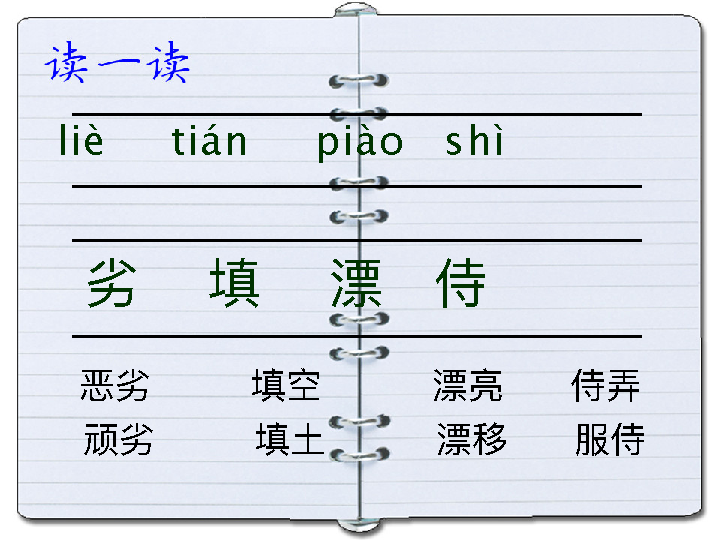 读一读
liè tián piào shì
劣 填 漂 侍
恶劣 填空 漂亮 侍弄
顽劣 填土 漂移 服侍